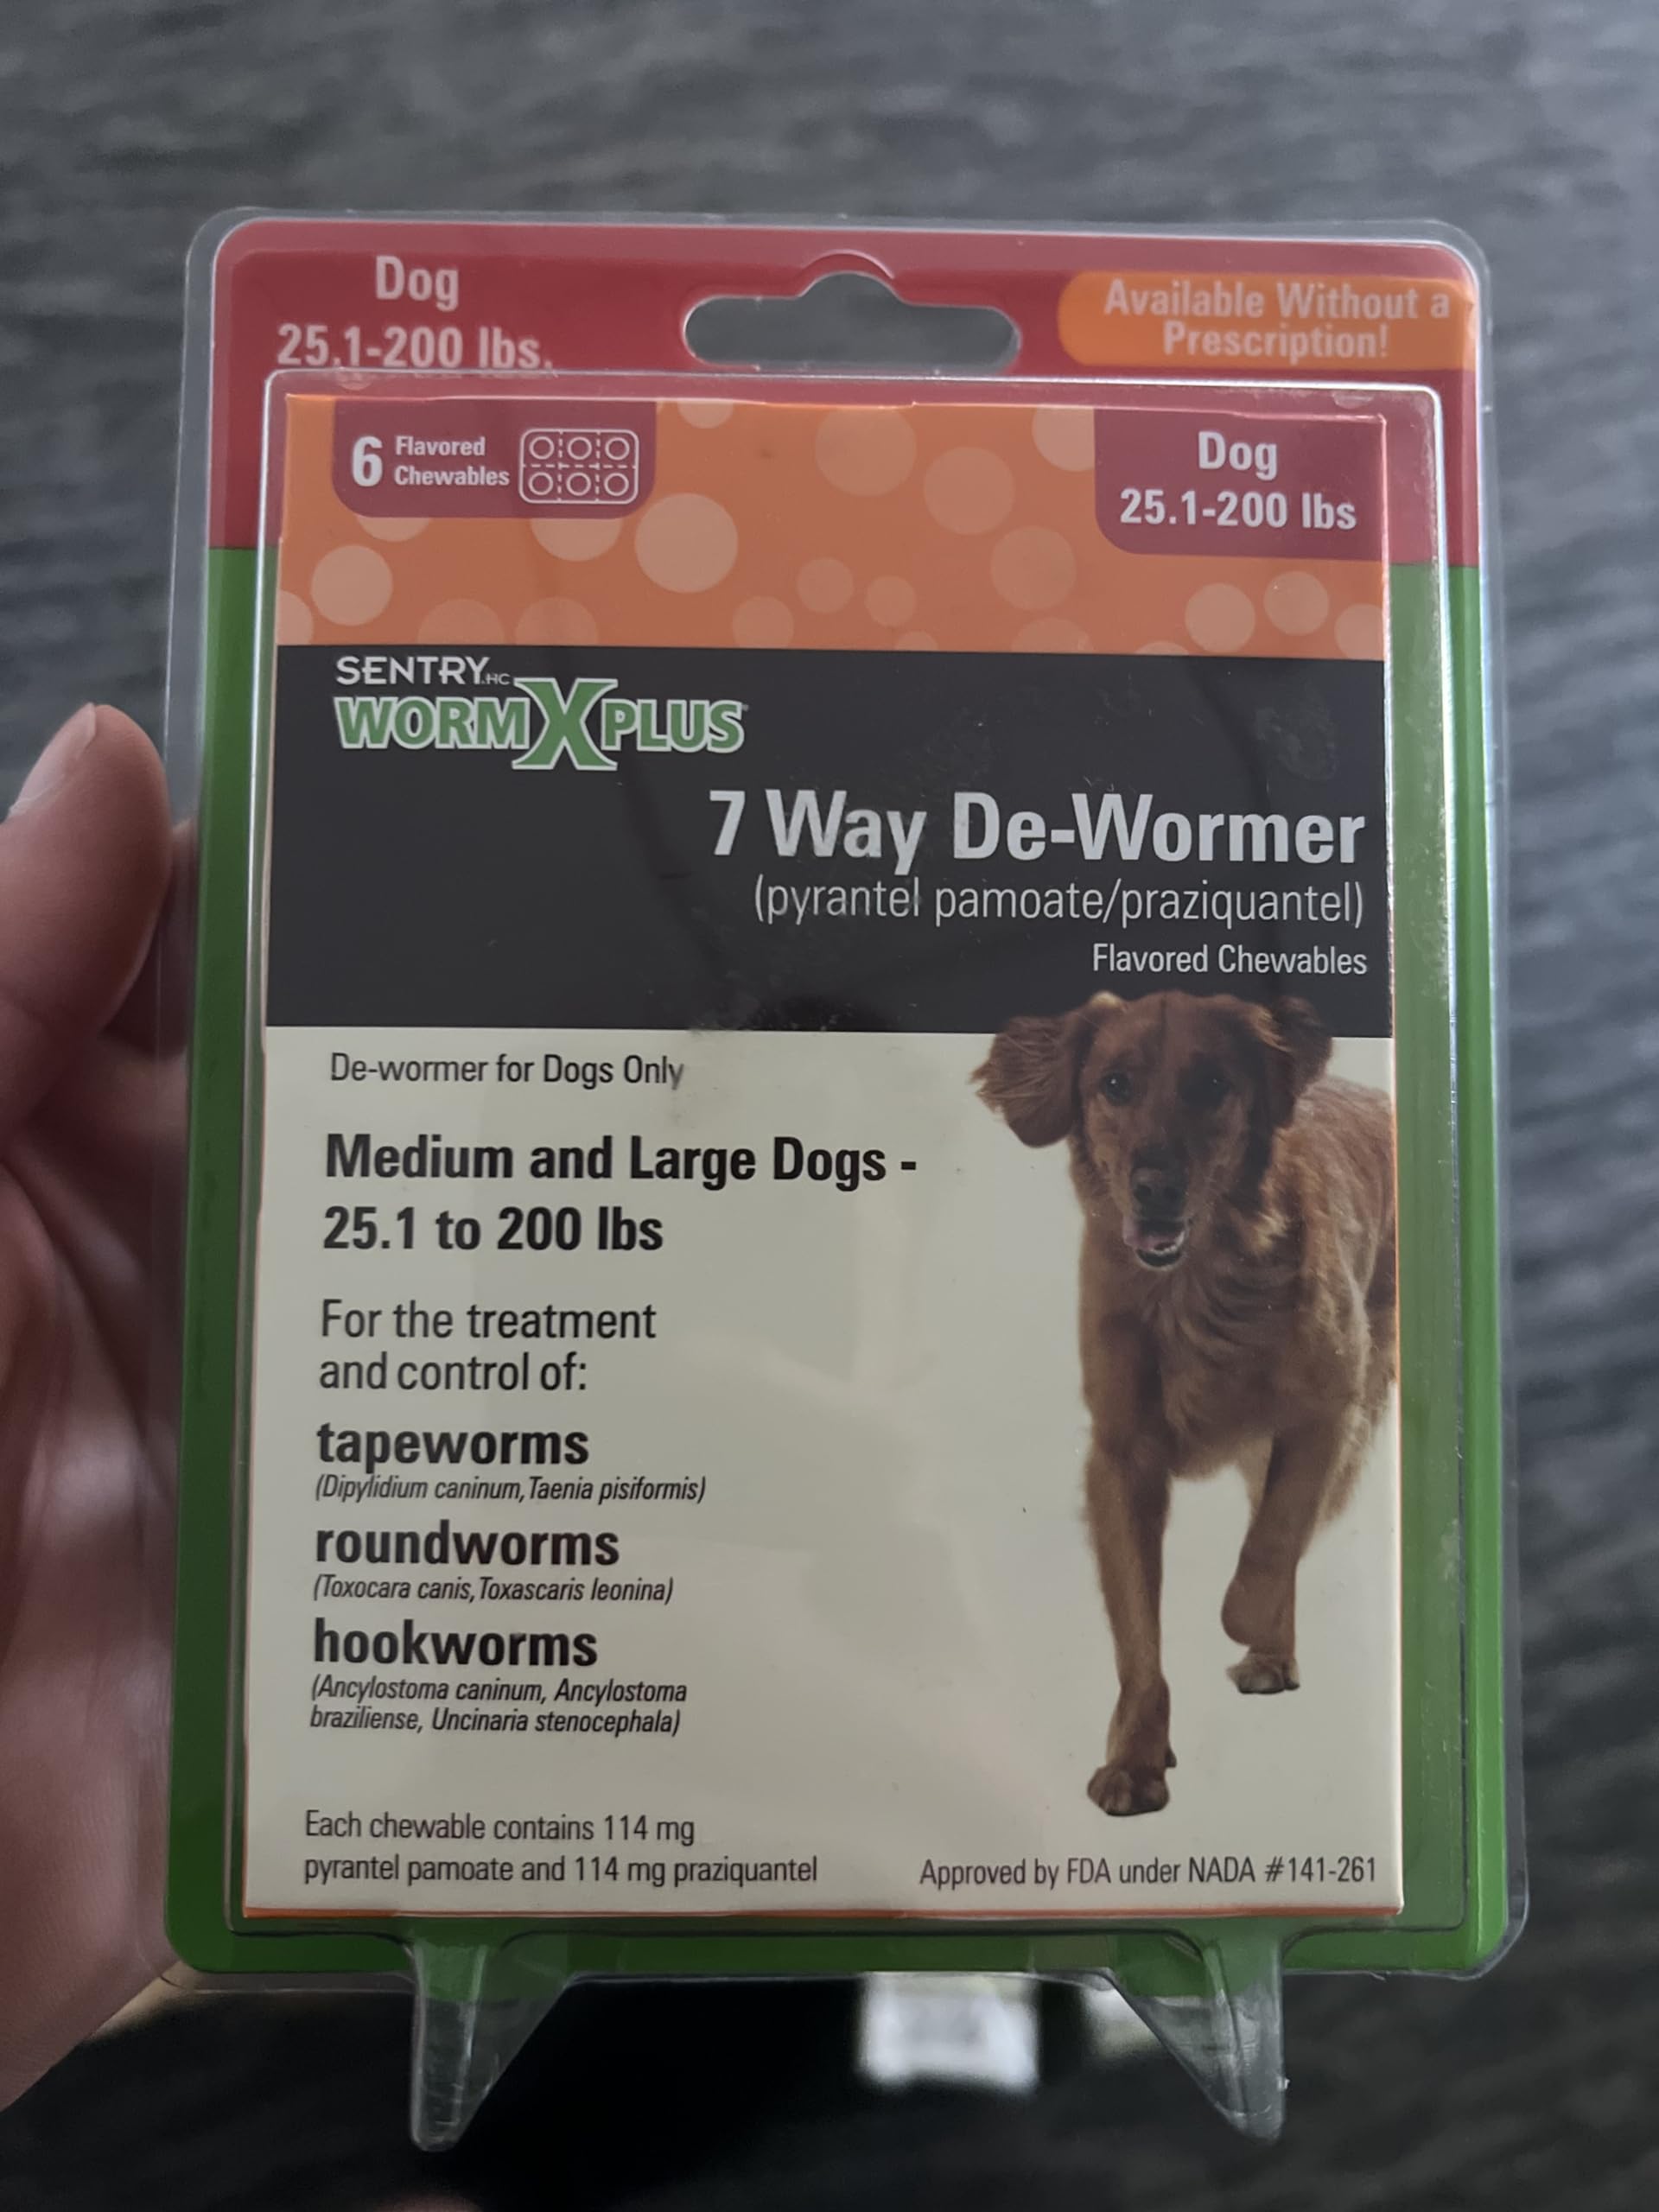 Dog
25.1-200 lbs.
Available Without a
Prescription!
6 Flavored
Chewables
Dog
25.1-200 lbs
SENTRY.HC
WORM X PLUS
7 Way De-Wormer
(pyrantel pamoate/praziquantel)
Flavored Chewables
De-wormer for Dogs Only
Medium and Large Dogs -
25.1 to 200 lbs
For the treatment
and control of:
tapeworms
(Dipylidium caninum, Taenia pisiformis)
roundworms
(Toxocara canis, Toxascaris leonina)
hookworms
(Ancylostoma caninum, Ancylostoma
braziliense, Uncinaria stenocephala)
Each chewable contains 114 mg
pyrantel pamoate and 114 mg praziquantel
Approved by FDA under NADA #141-261